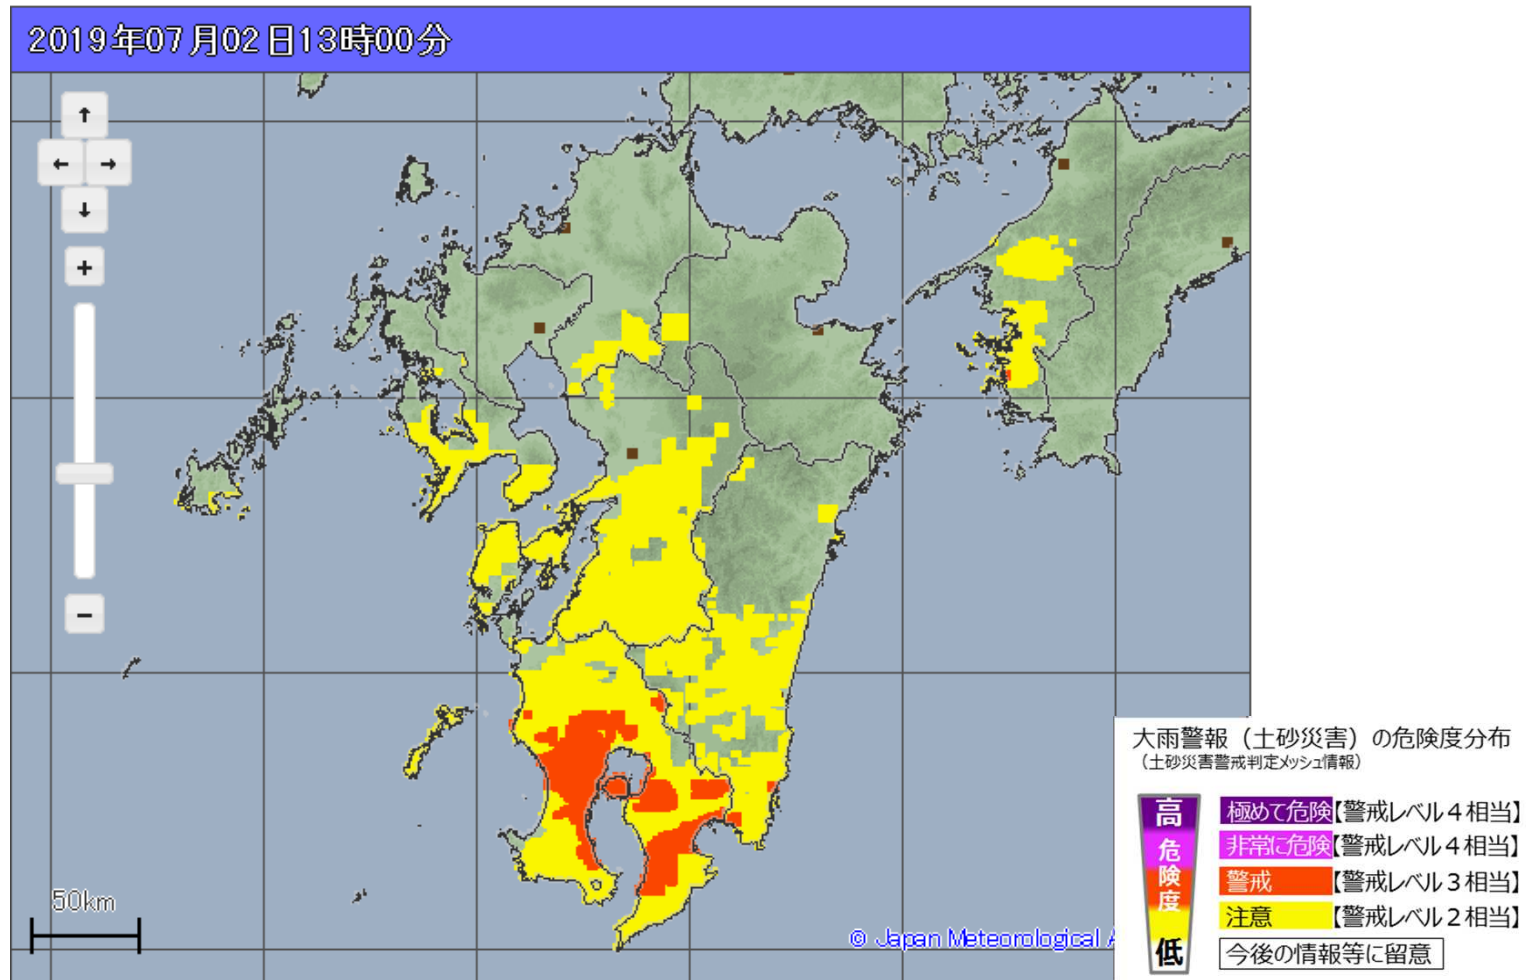 2019年07月02日13時00分
↑
← →
↓
+
−
50km
© Japan Meteorological A
大雨警報（土砂災害）の危険度分布
（土砂災害警戒判定メッシュ情報）
高
危険度
低
極めて危険【警戒レベル４相当】
非常に危険【警戒レベル４相当】
警戒【警戒レベル３相当】
注意【警戒レベル２相当】
今後の情報等に留意